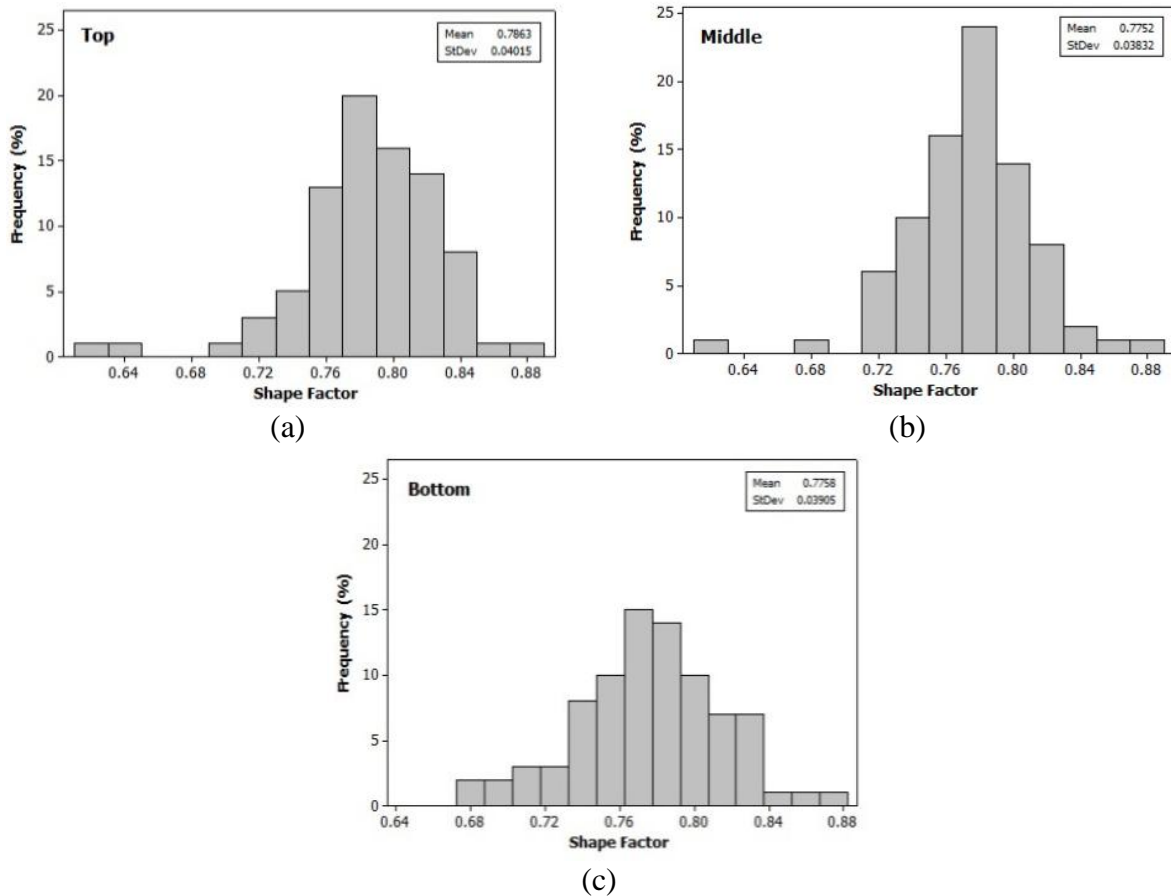 Top
Mean 0.7863
StDev 0.04015
Frequency (%)
25
20
15
10
5
0
0.64 0.68 0.72 0.76 0.80 0.84 0.88
Shape Factor
(a)
Middle
Mean 0.7752
StDev 0.03832
Frequency (%)
25
20
15
10
5
0
0.64 0.68 0.72 0.76 0.80 0.84 0.88
Shape Factor
(b)
Bottom
Mean 0.7758
StDev 0.03905
Frequency (%)
25
20
15
10
5
0
0.64 0.68 0.72 0.76 0.80 0.84 0.88
Shape Factor
(c)